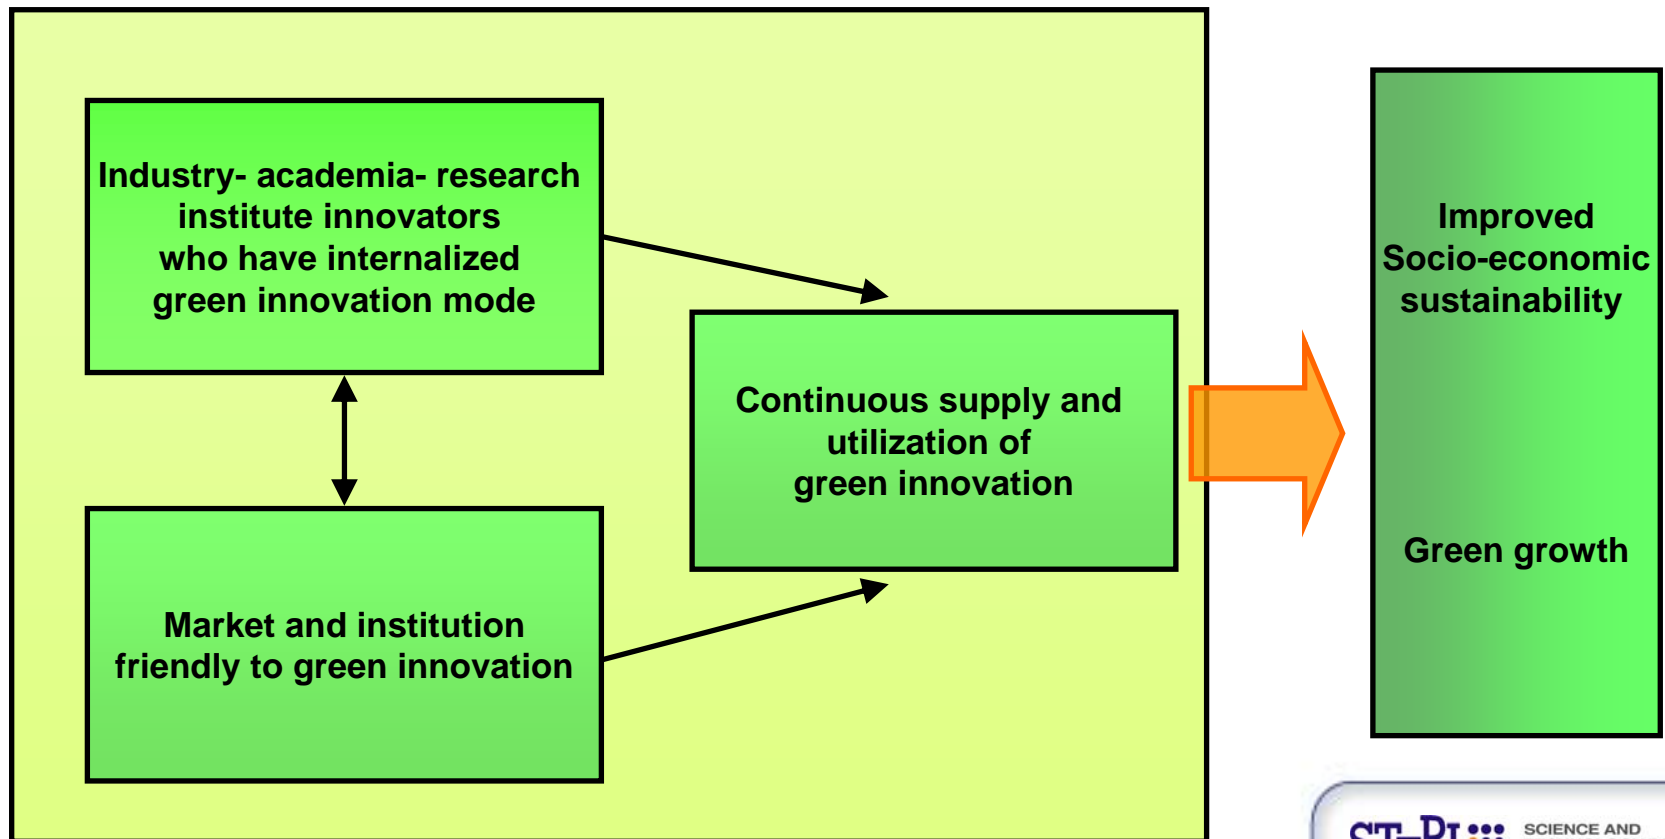 Industry- academia- research
institute innovators
who have internalized
green innovation mode
Market and institution
friendly to green innovation
Continuous supply and
utilization of
green innovation
Improved
Socio-economic
sustainability
Green growth
SCIENCE AND